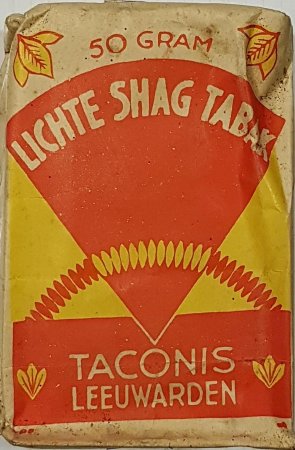 50 GRAM
LICHTE SHAG TABAK
TACONIS
LEEUWARDEN